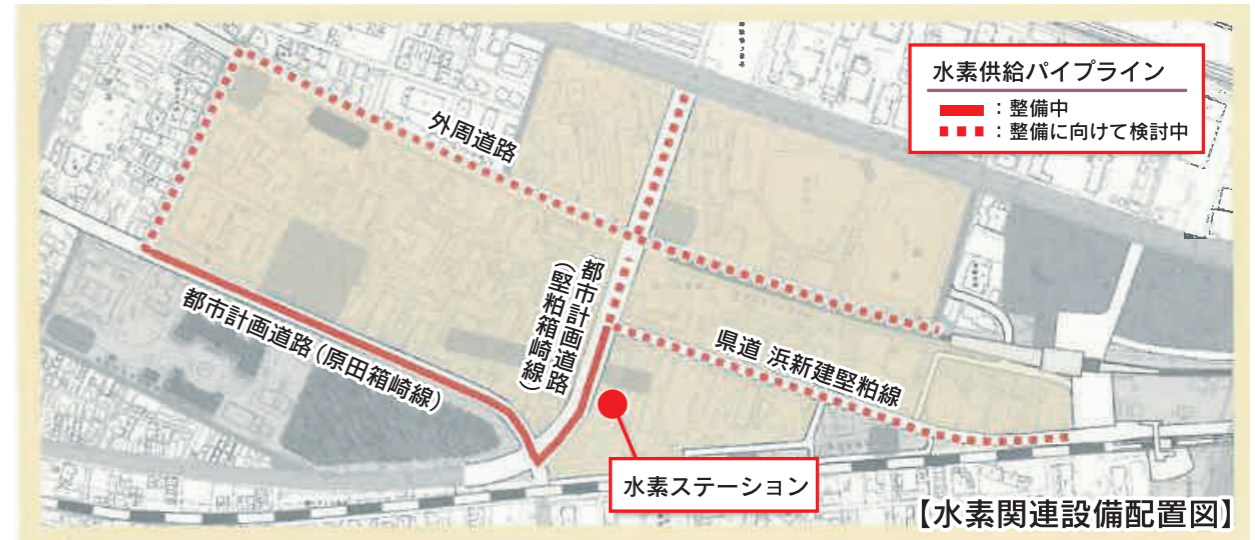 水素供給パイプライン
：整備中
：整備に向けて検討中
外周道路
都市計画道路
（堅粕箱崎線）
都市計画道路（原田箱崎線）
県道 浜新建堅粕線
水素ステーション
【水素関連設備配置図】